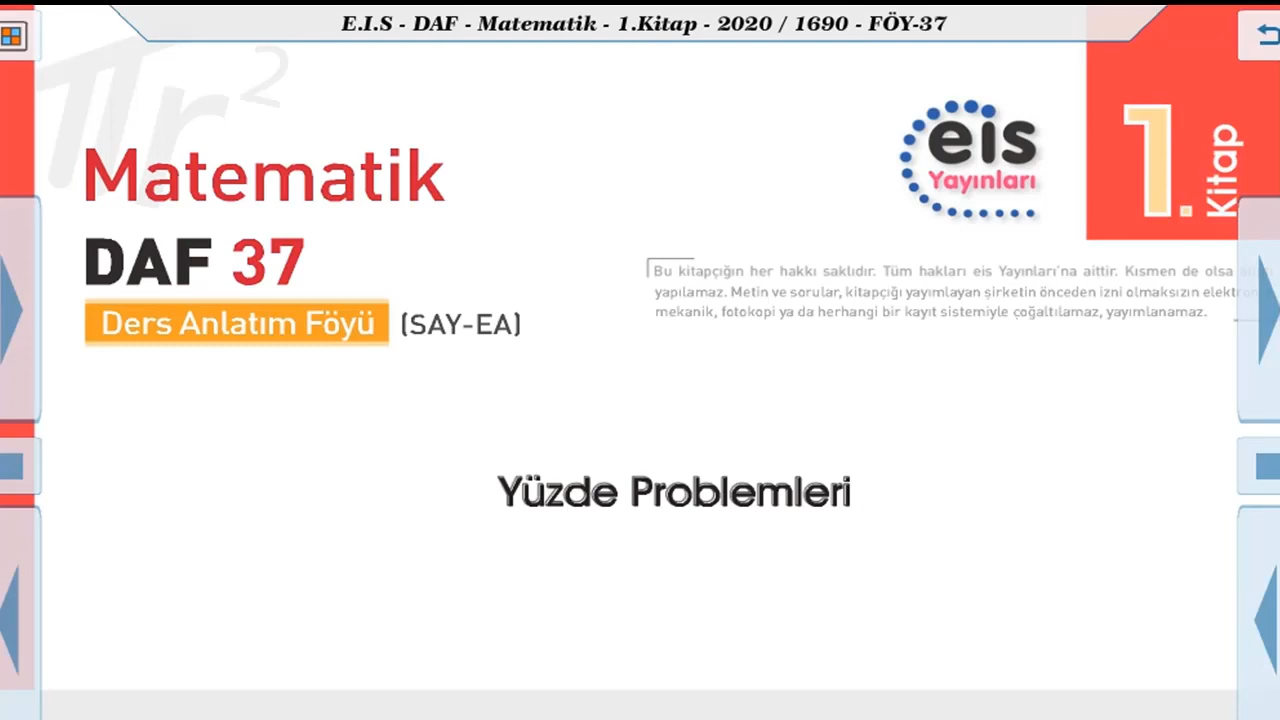 E.I.S - DAF - Matematik - 1.Kitap - 2020 / 1690 - FÖY-37
πr²
eis
Yayınları
1.
Kitap
Matematik
DAF 37
Ders Anlatım Föyü (SAY-EA)
Bu kitapçığın her hakkı saklıdır. Tüm hakları eis Yayınları'na aittir. Kısmen de olsa
yapılamaz. Metin ve sorular, kitapçığı yayımlayan şirketin önceden izni olmaksızın
mekanik, fotokopi ya da herhangi bir kayıt sistemiyle çoğaltılamaz, yayımlanamaz.
Yüzde Problemleri